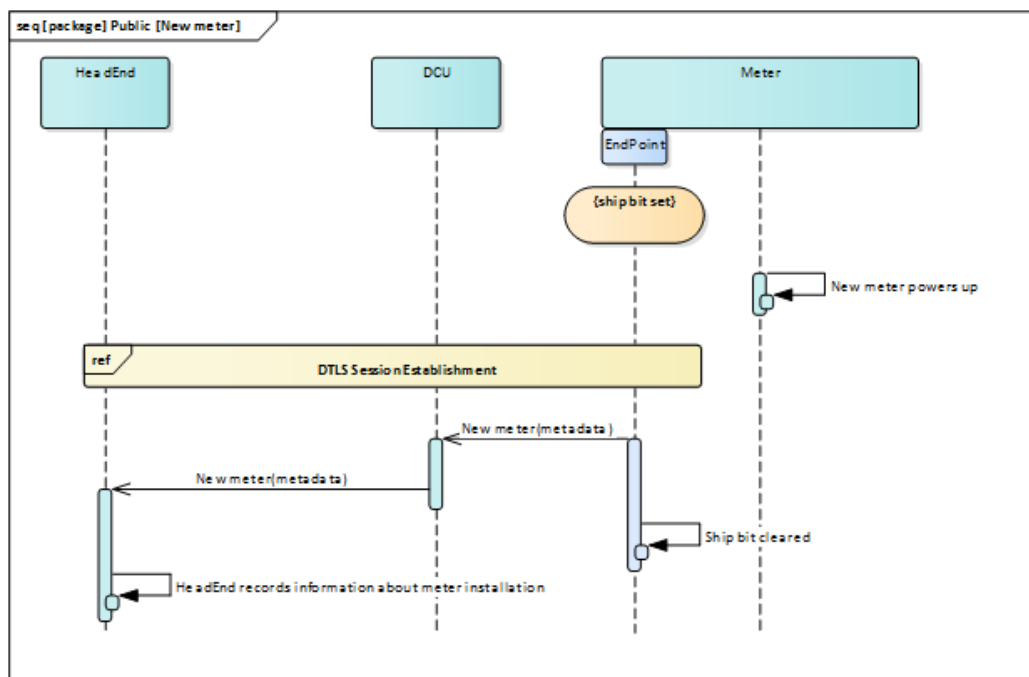 seq [package] Public [New meter]
HeadEnd
DCU
Meter
EndPoint
{ship bit set}
New meter powers up
ref
DTLS Session Establishment
New meter(metadata)
New meter(metadata)
Ship bit cleared
HeadEnd records information about meter installation